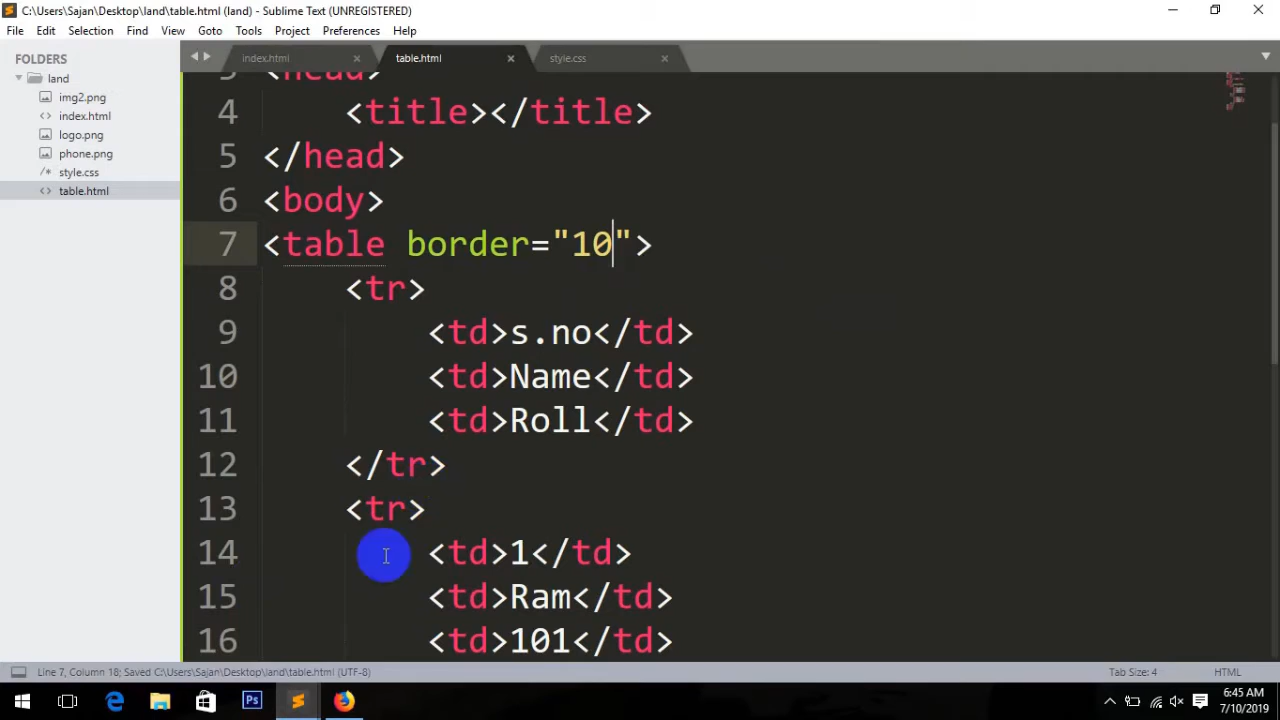 C:\Users\Sajan\Desktop\land\table.html (land) - Sublime Text (UNREGISTERED)
File Edit Selection Find View Goto Tools Project Preferences Help
FOLDERS
land
img2.png
index.html
logo.png
phone.png
style.css
table.html
index.html table.html style.css
3 <head>
4 <title></title>
5 </head>
6 <body>
7 <table border="10">
8 <tr>
9 <td>s.no</td>
10 <td>Name</td>
11 <td>Roll</td>
12 </tr>
13 <tr>
14 <td>1</td>
15 <td>Ram</td>
16 <td>101</td>
Line 7, Column 18; Saved C:\Users\Sajan\Desktop\land\table.html (UTF-8) Tab Size: 4 HTML
Ps
6:45 AM
7/10/2019